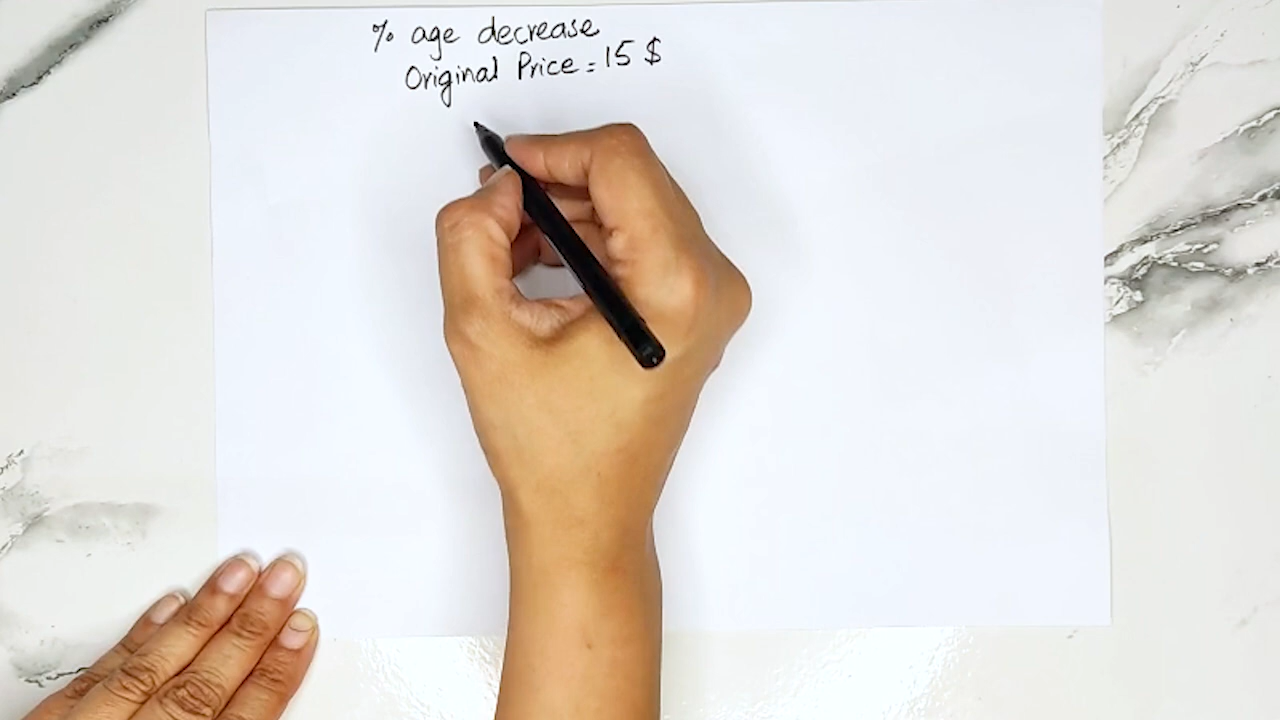 % age decrease
Original Price = 15 $